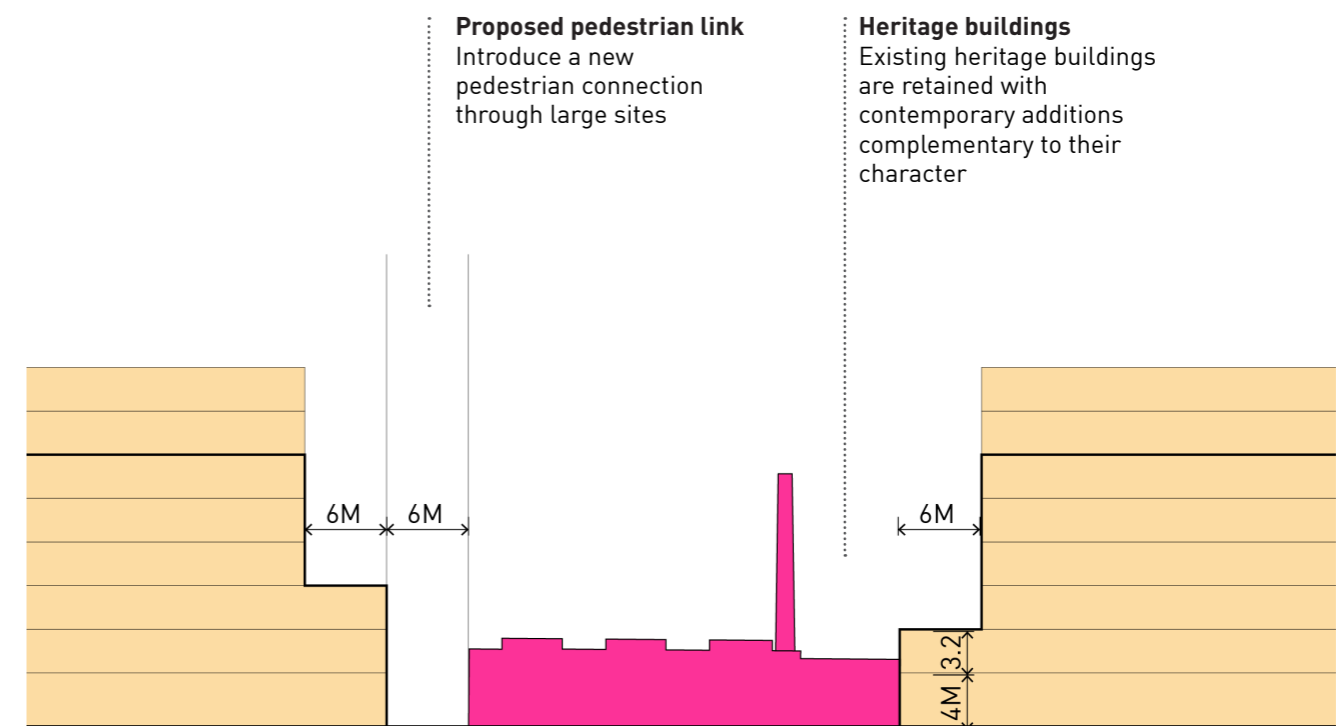 Proposed pedestrian link
Introduce a new
pedestrian connection
through large sites
Heritage buildings
Existing heritage buildings
are retained with
contemporary additions
complementary to their
character
6M
6M
6M
3.2
4M